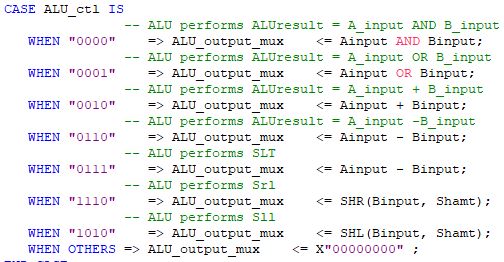 CASE ALU_ctl IS
-- ALU performs ALUresult = A_input AND B_input
WHEN "0000" => ALU_output_mux <= Ainput AND Binput;
-- ALU performs ALUresult = A_input OR B_input
WHEN "0001" => ALU_output_mux <= Ainput OR Binput;
-- ALU performs ALUresult = A_input + B_input
WHEN "0010" => ALU_output_mux <= Ainput + Binput;
-- ALU performs ALUresult = A_input -B_input
WHEN "0110" => ALU_output_mux <= Ainput - Binput;
-- ALU performs SLT
WHEN "0111" => ALU_output_mux <= Ainput - Binput;
-- ALU performs Srl
WHEN "1110" => ALU_output_mux <= SHR(Binput, Shamt);
-- ALU performs Sll
WHEN "1010" => ALU_output_mux <= SHL(Binput, Shamt);
WHEN OTHERS => ALU_output_mux <= X"00000000" ;